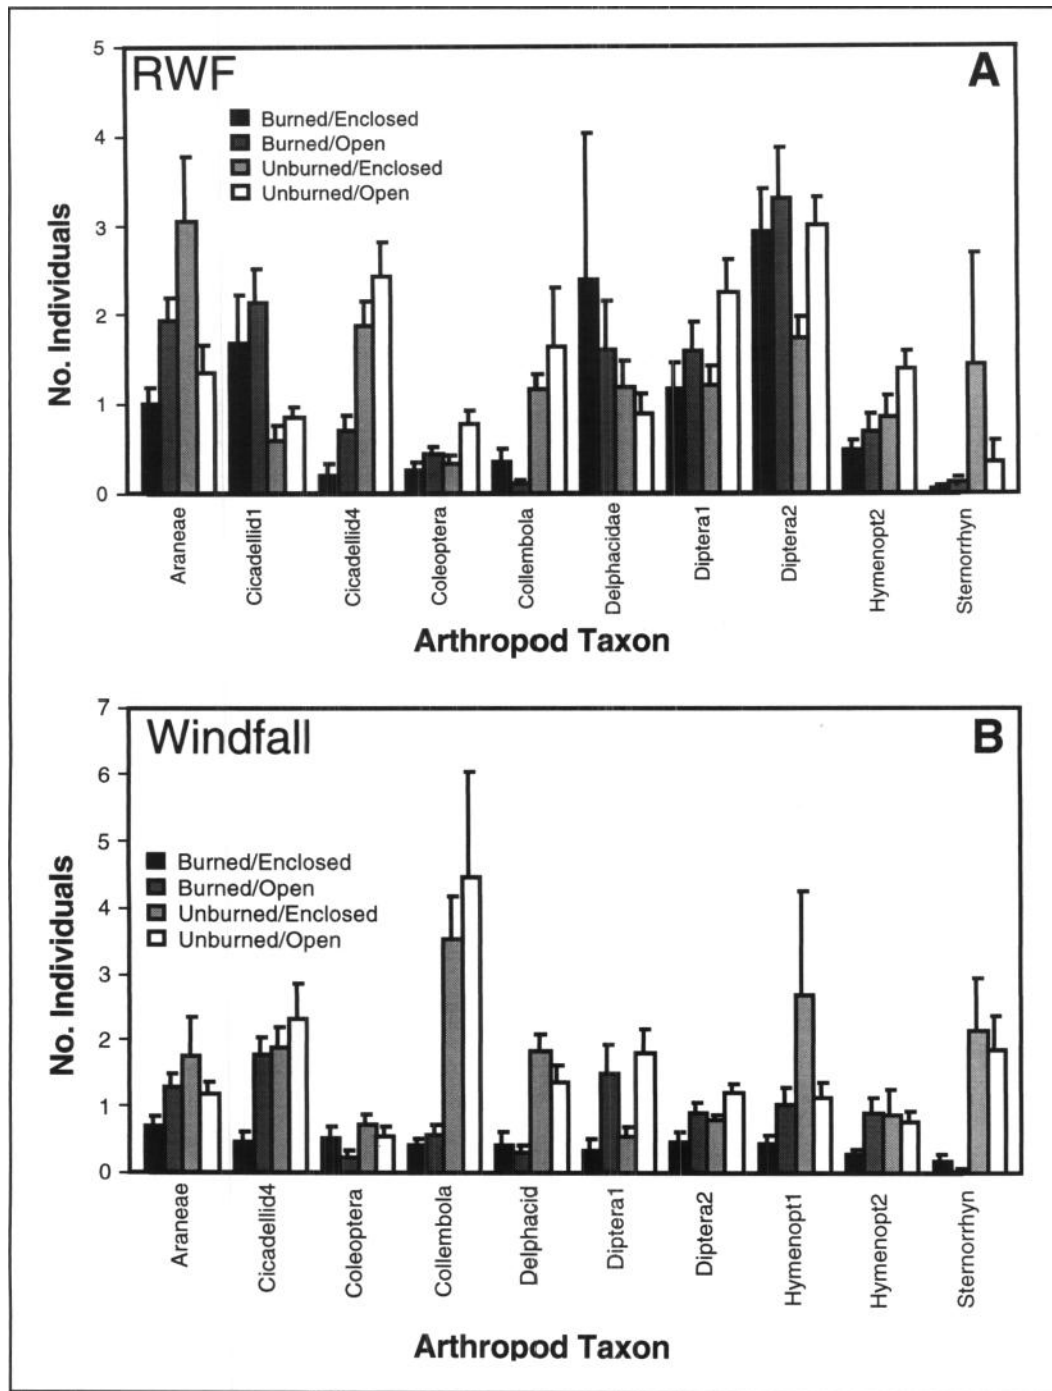 RWF
A
Burned/Enclosed
Burned/Open
Unburned/Enclosed
Unburned/Open
No. Individuals
5
4
3
2
1
0
Araneae
Cicadellid1
Cicadellid4
Coleoptera
Collembola
Delphacidae
Diptera1
Diptera2
Hymenopt2
Sternorrhyn
Arthropod Taxon
Windfall
B
Burned/Enclosed
Burned/Open
Unburned/Enclosed
Unburned/Open
No. Individuals
7
6
5
4
3
2
1
0
Araneae
Cicadellid4
Coleoptera
Collembola
Delphacid
Diptera1
Diptera2
Hymenopt1
Hymenopt2
Sternorrhyn
Arthropod Taxon